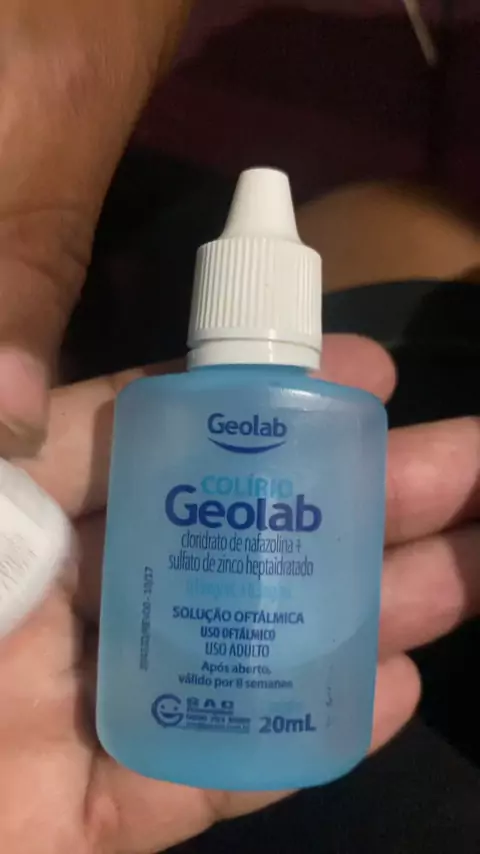 Geolab
COLÍRIO
Geolab
cloridrato de nafazolina +
sulfato de zinco heptaidratado
SOLUÇÃO OFTÁLMICA
USO OFTÁLMICO
USO ADULTO
Após aberto,
válido por 8 semanas
SAC
20mL